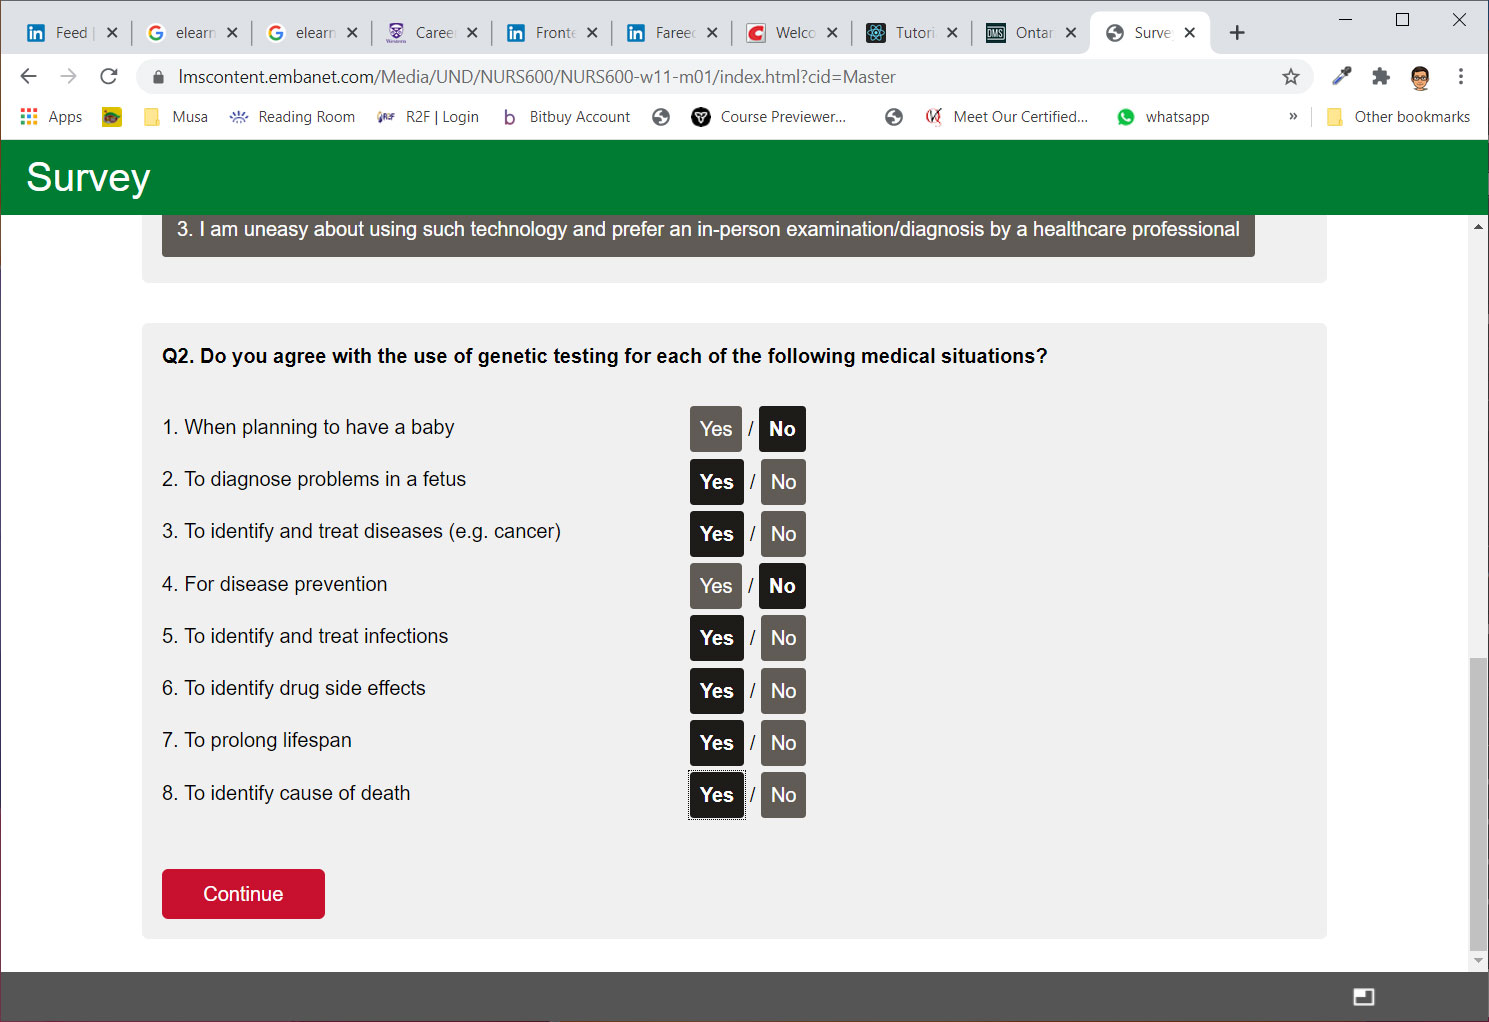 Feed
elearn
elearn
Caree
Fronte
Fareed
Welco
Tutori
DMS
Ontar
Surve
lmscontent.embanet.com/Media/UND/NURS600/NURS600-w11-m01/index.html?cid=Master
Apps
Musa
Reading Room
R2F | Login
Bitbuy Account
Course Previewer...
Meet Our Certified...
whatsapp
»
Other bookmarks
Survey
3. I am uneasy about using such technology and prefer an in-person examination/diagnosis by a healthcare professional
Q2. Do you agree with the use of genetic testing for each of the following medical situations?
1. When planning to have a baby Yes / No
2. To diagnose problems in a fetus Yes / No
3. To identify and treat diseases (e.g. cancer) Yes / No
4. For disease prevention Yes / No
5. To identify and treat infections Yes / No
6. To identify drug side effects Yes / No
7. To prolong lifespan Yes / No
8. To identify cause of death Yes / No
Continue